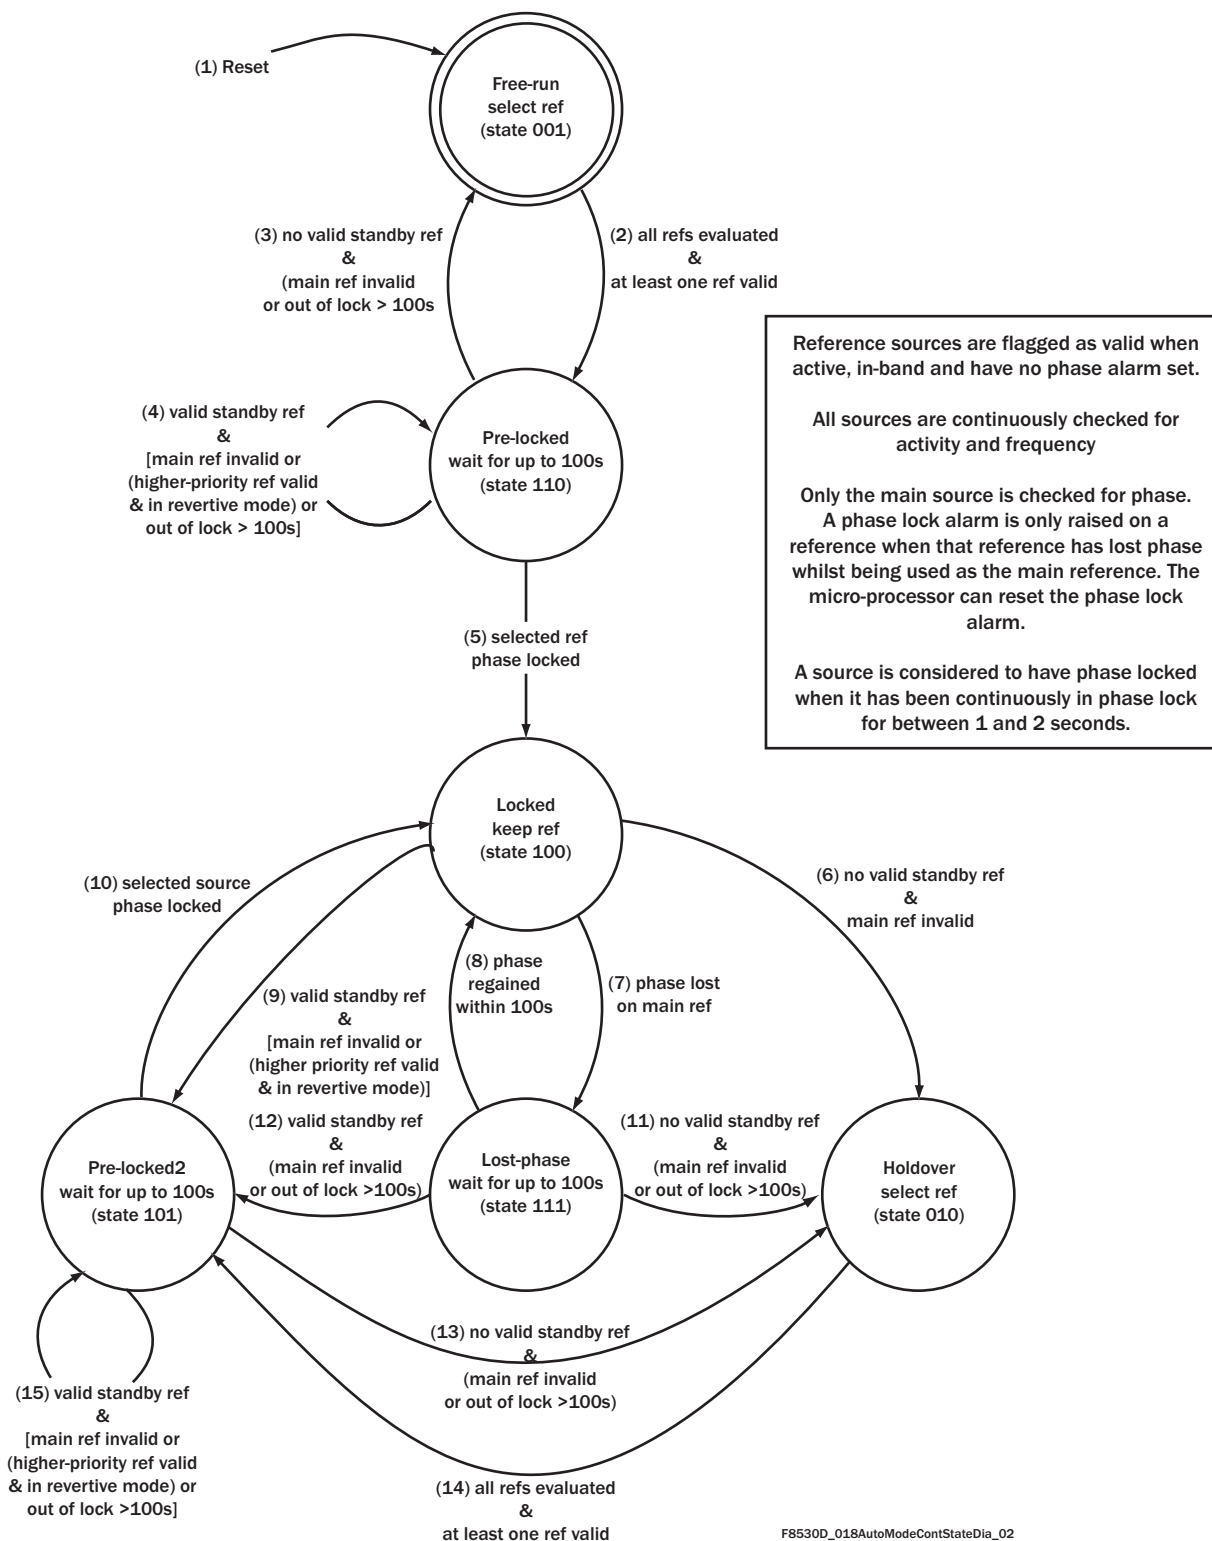 (1) Reset
Free-run
select ref
(state 001)
(3) no valid standby ref
&
(main ref invalid
or out of lock > 100s
(2) all refs evaluated
&
at least one ref valid
Reference sources are flagged as valid when
active, in-band and have no phase alarm set.
All sources are continuously checked for
activity and frequency
Only the main source is checked for phase.
A phase lock alarm is only raised on a
reference when that reference has lost phase
whilst being used as the main reference. The
micro-processor can reset the phase lock
alarm.
A source is considered to have phase locked
when it has been continuously in phase lock
for between 1 and 2 seconds.
(4) valid standby ref
&
[main ref invalid or
(higher-priority ref valid
& in revertive mode) or
out of lock > 100s]
Pre-locked
wait for up to 100s
(state 110)
(5) selected ref
phase locked
Locked
keep ref
(state 100)
(10) selected source
phase locked
(6) no valid standby ref
&
main ref invalid
(8) phase
regained
within 100s
(7) phase lost
on main ref
(9) valid standby ref
&
[main ref invalid or
(higher priority ref valid
& in revertive mode)]
(12) valid standby ref
&
(main ref invalid
or out of lock >100s)
(11) no valid standby ref
&
(main ref invalid
or out of lock >100s)
Pre-locked2
wait for up to 100s
(state 101)
Lost-phase
wait for up to 100s
(state 111)
Holdover
select ref
(state 010)
(13) no valid standby ref
&
(main ref invalid
or out of lock >100s)
(15) valid standby ref
&
[main ref invalid or
(higher-priority ref valid
& in revertive mode) or
out of lock >100s]
(14) all refs evaluated
&
at least one ref valid
F8530D_018AutoModeContStateDia_02